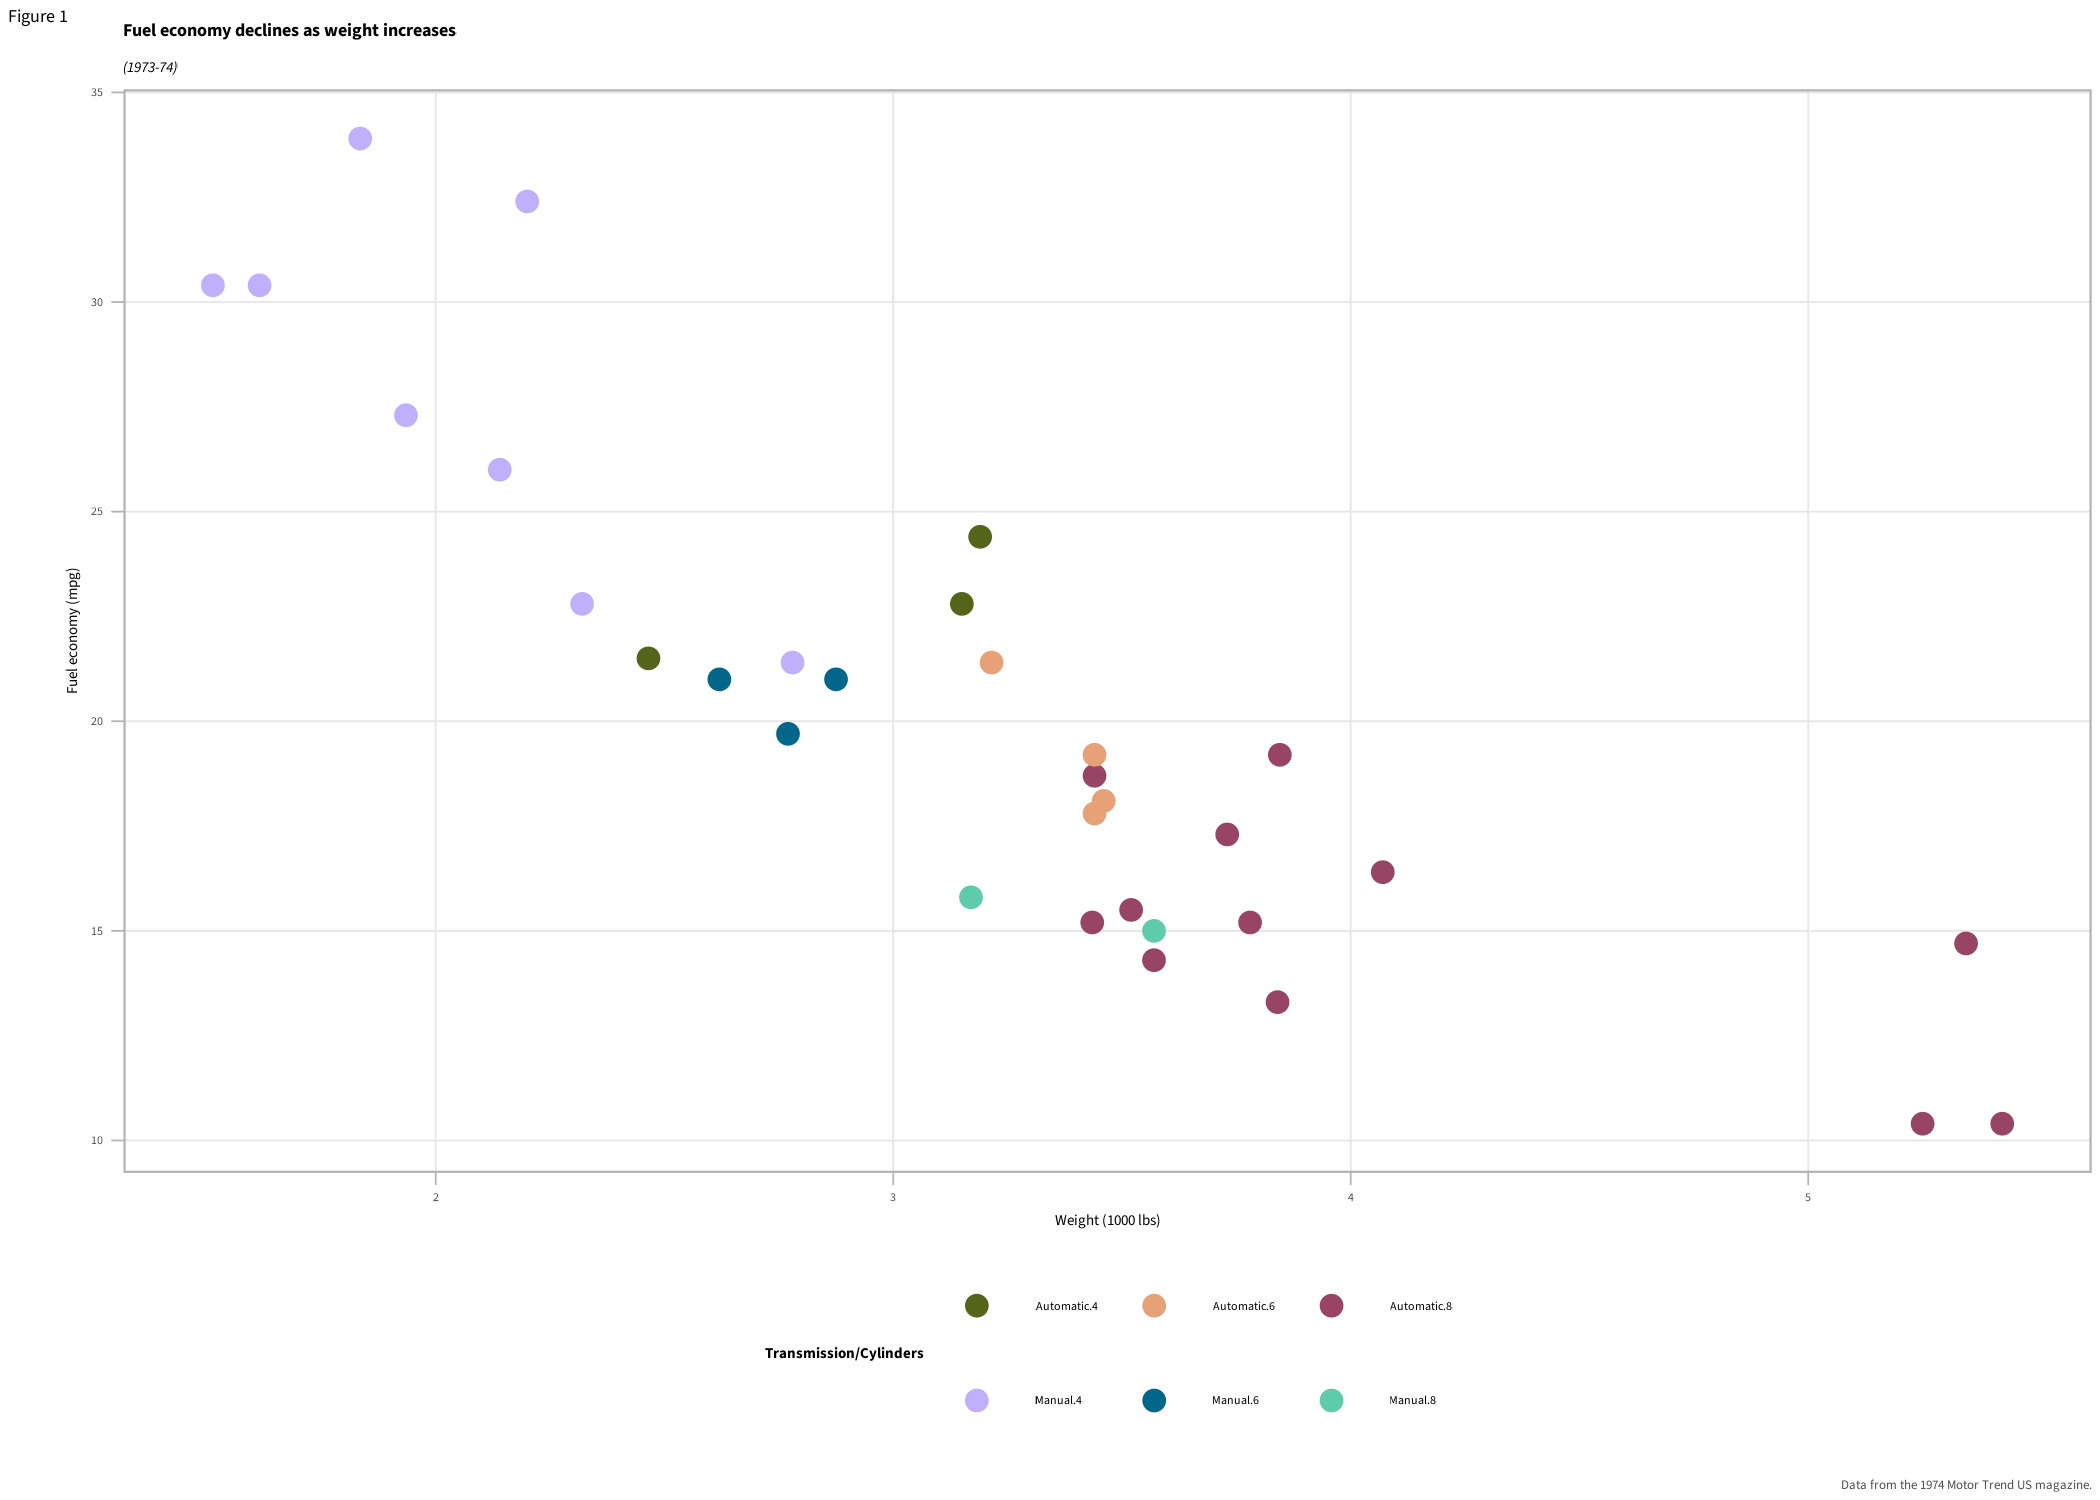 Figure 1
Fuel economy declines as weight increases
(1973-74)
35
30
25
20
15
10
Fuel economy (mpg)
2 3 4 5
Weight (1000 lbs)
Automatic.4 Automatic.6 Automatic.8
Transmission/Cylinders
Manual.4 Manual.6 Manual.8
Data from the 1974 Motor Trend US magazine.